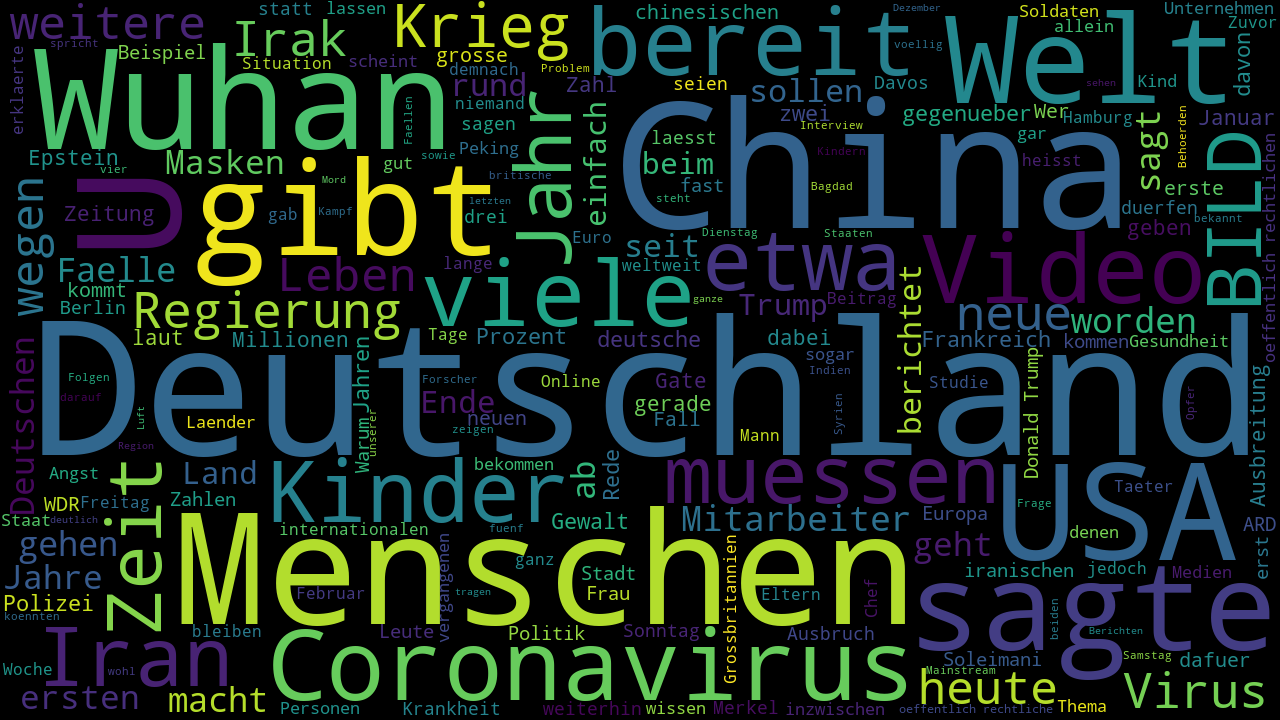 weitere
Beispiel
spricht
statt
lassen
Irak
Situation
scheint
Krieg
grosse
demnach
Problem
chinesischen
bereit
Dezember
voellig
Soldaten
allein
Unternehmen
Zuvor
Welt
davon
sehen
Kind
erklaerte
Wuhan
Faellen
rund
niemand
sagen
Zahl
seien
sollen
zwei
Davos
gegenueber
Wer
Hamburg
Januar
Behoerden
Epstein
vier
Masken
gut
sowie
Peking
britische
Jahr
einfach
laesst
beim
fast
steht
China
Interview
Kindern
Bagdad
gar
heisst
sagt
erste
duerfen
bekannt
BILD
oeffentlich rechtlichen
wegen
Zeitung
U
gibt
gab
Mord
Kampf
letzten
drei
Euro
seit
weltweit
Dienstag
Staaten
etwa
ganze
Video
geben
Faelle
kommt
Berlin
Leben
lange
viele
Regierung
laut
Millionen
Tage
Prozent
deutsche
Trump
Beitrag
dabei
sogar
Indien
berichtet
neue
worden
Frankreich
kommen
Gesundheit
Deutschen
Deutschland
Folgen
darauf
Luft
Region
Laender
Warum
Jahren
unserer
Forscher
Ende
neuen
zeigen
Online
Gate
gerade
Fall
Mann
Syrien
Studie
Donald Trump
Opfer
Ausbreitung
Angst
Zeit
Land
Zahlen
WDR
Freitag
Staat
deutlich
Kinder
bekommen
ab
Rede
muessen
USA
Frage
Taeter
ARD
gehen
Jahre
Polizei
koennten
internationalen
fuenf
Gewalt
Mitarbeiter
Europa
geht
denen
Menschen
Februar
vergangenen
ganz
tragen
Stadt
Frau
Grossbritannien
Eltern
Chef
iranischen
jedoch
Medien
erst
Iran
wohl
Woche
bleiben
Leute
Politik
Sonntag
Ausbruch
sagte
beiden
Berichten
Samstag
dafuer
Soleimani
Mainstream
ersten
macht
Coronavirus
Personen
Krankheit
weiterhin
wissen
Merkel
inzwischen
oeffentlich rechtliche
heute
Thema
Virus